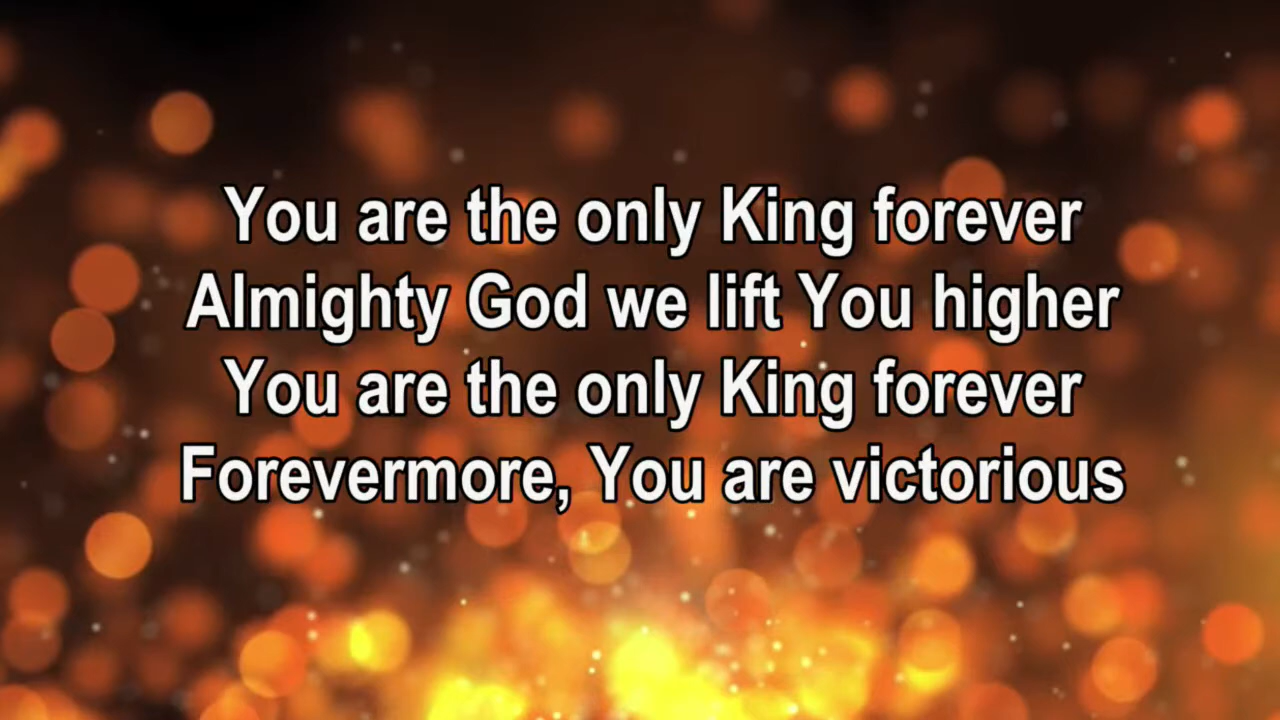 You are the only King forever
Almighty God we lift You higher
You are the only King forever
Forevermore, You are victorious